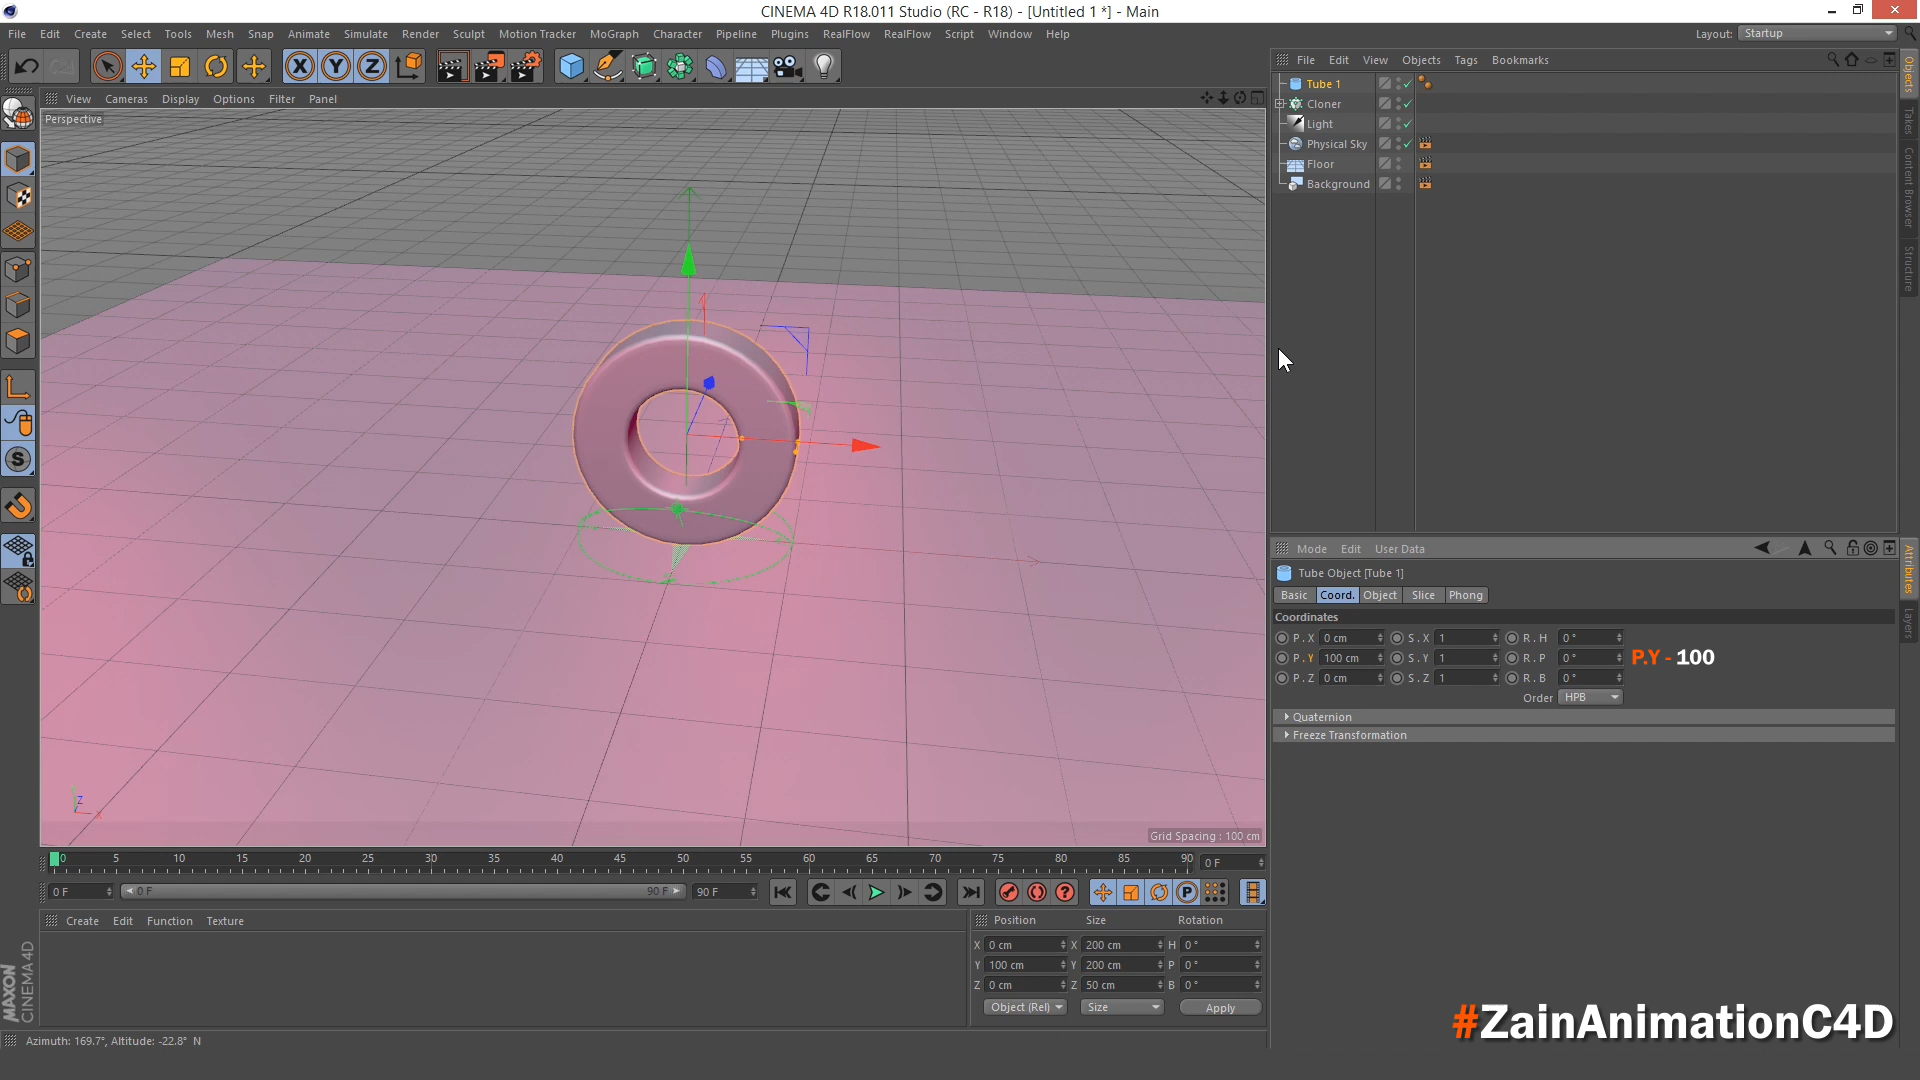 CINEMA 4D R18.011 Studio (RC - R18) - [Untitled 1 *] - Main
File Edit Create Select Tools Mesh Snap Animate Simulate Render Sculpt Motion Tracker MoGraph Character Pipeline Plugins RealFlow RealFlow Script Window Help
Layout: Startup
File Edit View Objects Tags Bookmarks
Tube 1
Cloner
Light
Physical Sky
Floor
Background
Objects
Takes
Content Browser
Structure
View Cameras Display Options Filter Panel
Perspective
Grid Spacing : 100 cm
Z
X
Mode Edit User Data
Tube Object [Tube 1]
Basic Coord. Object Slice Phong
Coordinates
P . X 0 cm S . X 1 R . H 0 °
P . Y 100 cm S . Y 1 R . P 0 ° P.Y - 100
P . Z 0 cm S . Z 1 R . B 0 °
Order HPB
Quaternion
Freeze Transformation
Attributes
Layers
0 5 10 15 20 25 30 35 40 45 50 55 60 65 70 75 80 85 90 0 F
0 F 0 F 90 F 90 F
Create Edit Function Texture
Position Size Rotation
X 0 cm X 200 cm H 0 °
Y 100 cm Y 200 cm P 0 °
Z 0 cm Z 50 cm B 0 °
Object (Rel) Size Apply
MAXON
CINEMA 4D
Azimuth: 169.7°, Altitude: -22.8° N
#ZainAnimationC4D